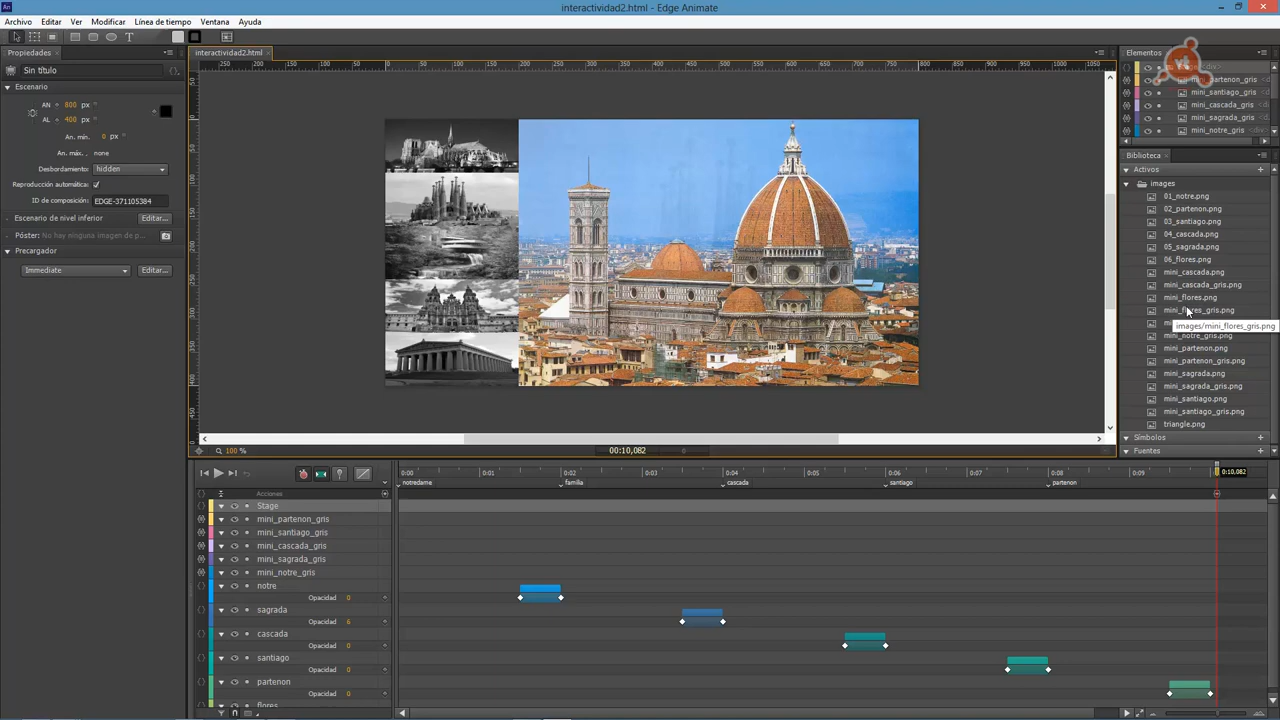 interactividad2.html - Edge Animate
Archivo Editar Ver Modificar Línea de tiempo Ventana Ayuda
Propiedades
Sin título
Escenario
AN 800 px
AL 400 px
An. mín. 0 px
An. máx. none
Desbordamiento: hidden
Reproducción automática:
ID de composición: EDGE-371105384
Escenario de nivel inferior Editar...
Póster: No hay ninguna imagen de p...
Precargador
Immediate Editar...
interactividad2.html
100 %
00:10,082
Elementos
<div>
mini_partenon_gris
mini_santiago_gris
mini_cascada_gris
mini_sagrada_gris
mini_notre_gris
Biblioteca
Activos
images
01_notre.png
02_partenon.png
03_santiago.png
04_cascada.png
05_sagrada.png
06_flores.png
mini_cascada.png
mini_cascada_gris.png
mini_flores.png
mini_flores_gris.png
images/mini_flores_gris.png
mini_notre_gris.png
mini_partenon.png
mini_partenon_gris.png
mini_sagrada.png
mini_sagrada_gris.png
mini_santiago.png
mini_santiago_gris.png
triangle.png
Símbolos
Fuentes
0:00 0:01 0:02 0:03 0:04 0:05 0:06 0:07 0:08 0:09 0:10,082
notredame familia cascada santiago partenon
Acciones
Stage
mini_partenon_gris
mini_santiago_gris
mini_cascada_gris
mini_sagrada_gris
mini_notre_gris
notre
Opacidad 0
sagrada
Opacidad 6
cascada
Opacidad 0
santiago
Opacidad 0
partenon
Opacidad 0
flores